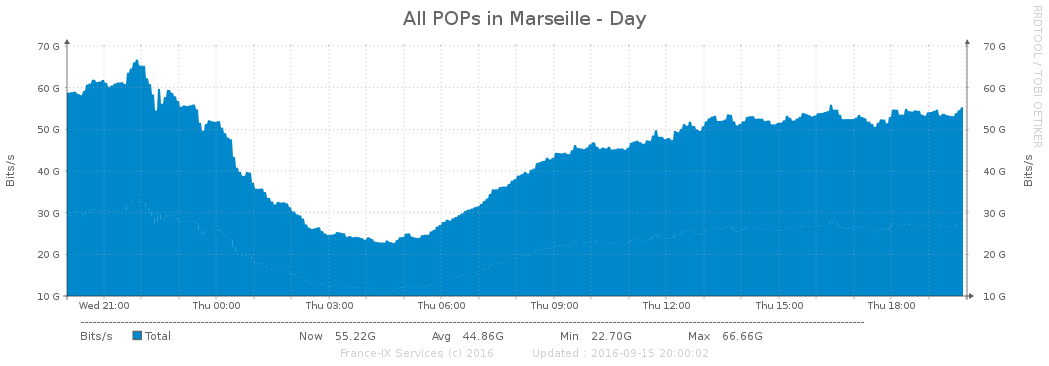 All POPs in Marseille - Day
RRDTOOL / TOBI OETIKER
70 G 70 G
60 G 60 G
50 G 50 G
40 G 40 G
30 G 30 G
20 G 20 G
10 G 10 G
Bits/s
Bits/s
Wed 21:00 Thu 00:00 Thu 03:00 Thu 06:00 Thu 09:00 Thu 12:00 Thu 15:00 Thu 18:00
Bits/s Total Now 55.22G Avg 44.86G Min 22.70G Max 66.66G
France-IX Services (c) 2016 Updated : 2016-09-15 20:00:02